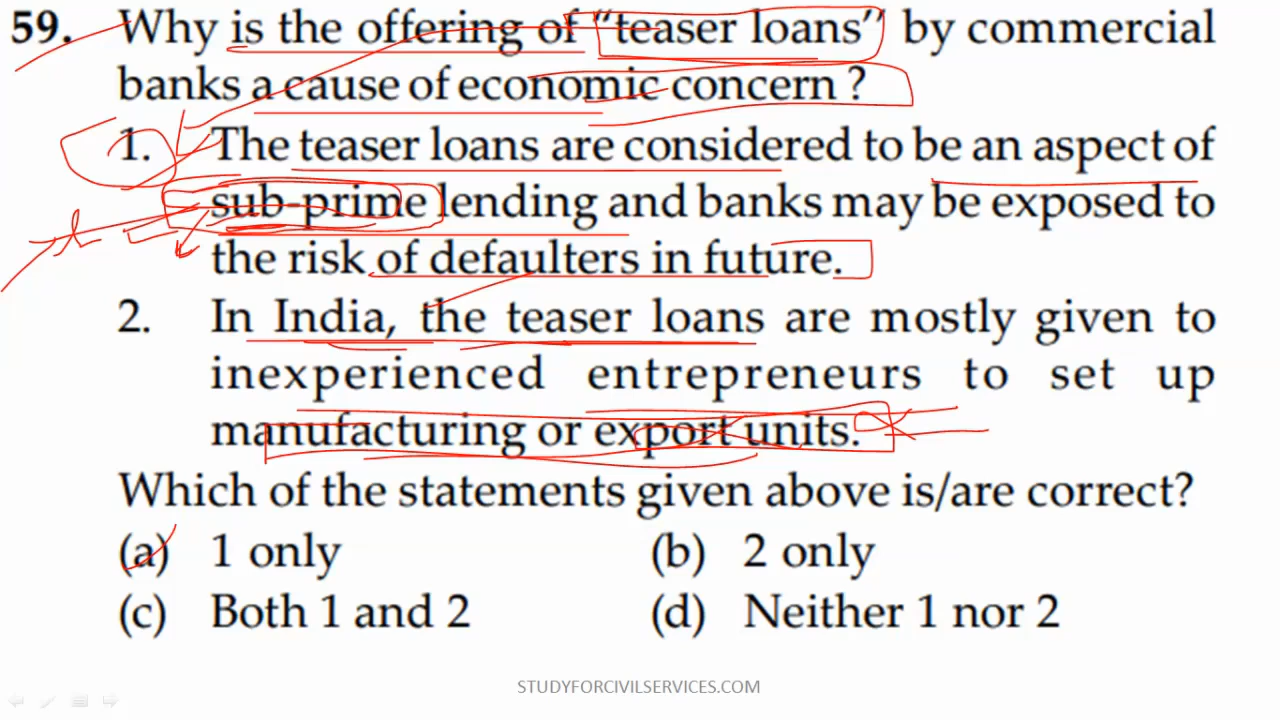 59. Why is the offering of “teaser loans” by commercial
banks a cause of economic concern ?
1. The teaser loans are considered to be an aspect of
sub-prime lending and banks may be exposed to
the risk of defaulters in future.
2. In India, the teaser loans are mostly given to
inexperienced entrepreneurs to set up
manufacturing or export units.
Which of the statements given above is/are correct?
(a) 1 only (b) 2 only
(c) Both 1 and 2 (d) Neither 1 nor 2
STUDYFORCIVILSERVICES.COM